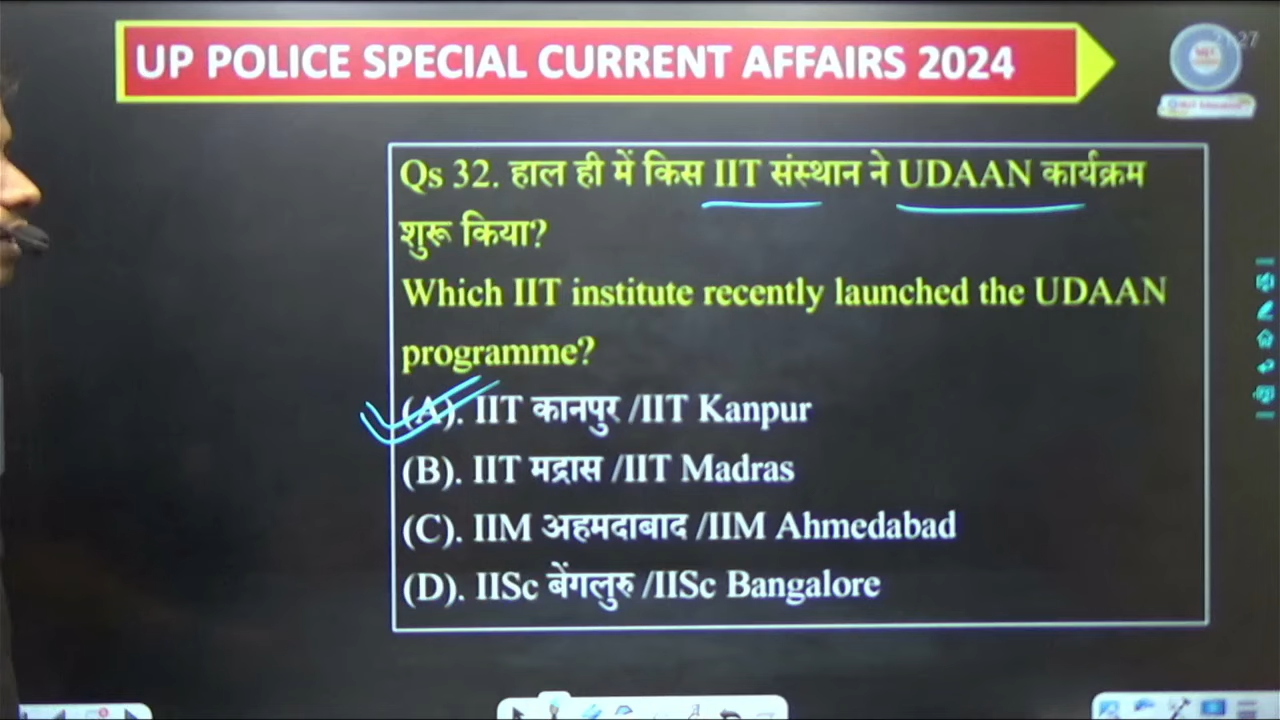 UP POLICE SPECIAL CURRENT AFFAIRS 2024
Qs 32. हाल ही में किस IIT संस्थान ने UDAAN कार्यक्रम
शुरू किया?
Which IIT institute recently launched the UDAAN
programme?
(A). IIT कानपुर /IIT Kanpur
(B). IIT मद्रास /IIT Madras
(C). IIM अहमदाबाद /IIM Ahmedabad
(D). IISc बेंगलुरु /IISc Bangalore